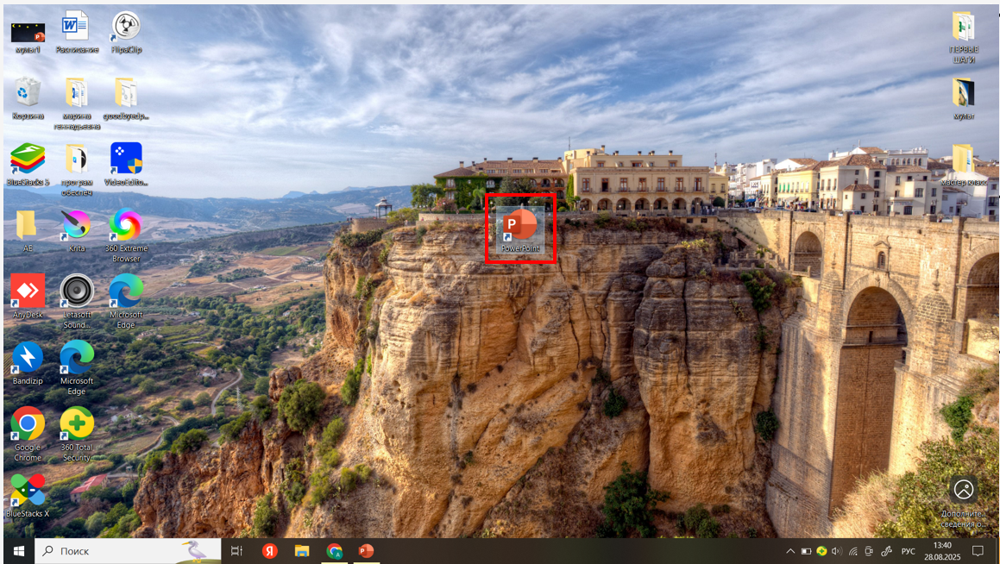 мульт1
Расписание
FlipaClip
ПЕРВЫЕ
ШАГИ
Корзина
марина
геннадьевна
goodbyedp...
мульт
BlueStacks 5
програм
обеспеч
VideoEdito...
мастер класс
AE
Krita
360 Extreme
Browser
P
PowerPoint
AnyDesk
Letasoft
Sound...
Microsoft
Edge
Bandizip
Microsoft
Edge
Google
Chrome
360 Total
Security
BlueStacks X
Дополните...
сведения о...
Поиск
Я
РУС
13:40
28.08.2025